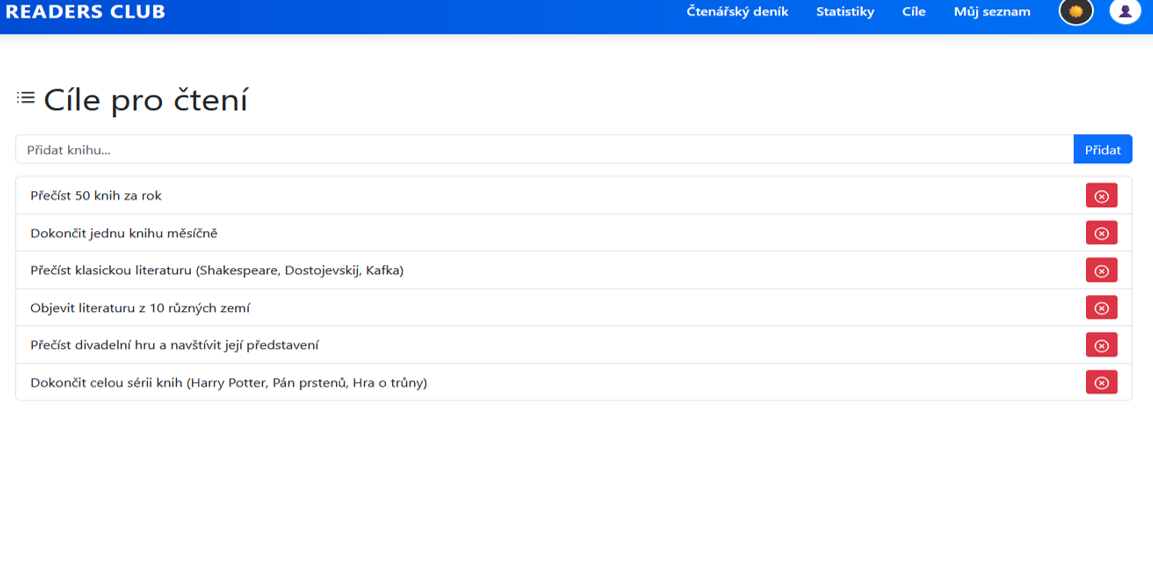 READERS CLUB Čtenářský deník Statistiky Cíle Můj seznam
Cíle pro čtení
Přidat knihu... Přidat
Přečíst 50 knih za rok
Dokončit jednu knihu měsíčně
Přečíst klasickou literaturu (Shakespeare, Dostojevskij, Kafka)
Objevit literaturu z 10 různých zemí
Přečíst divadelní hru a navštívit její představení
Dokončit celou sérii knih (Harry Potter, Pán prstenů, Hra o trůny)